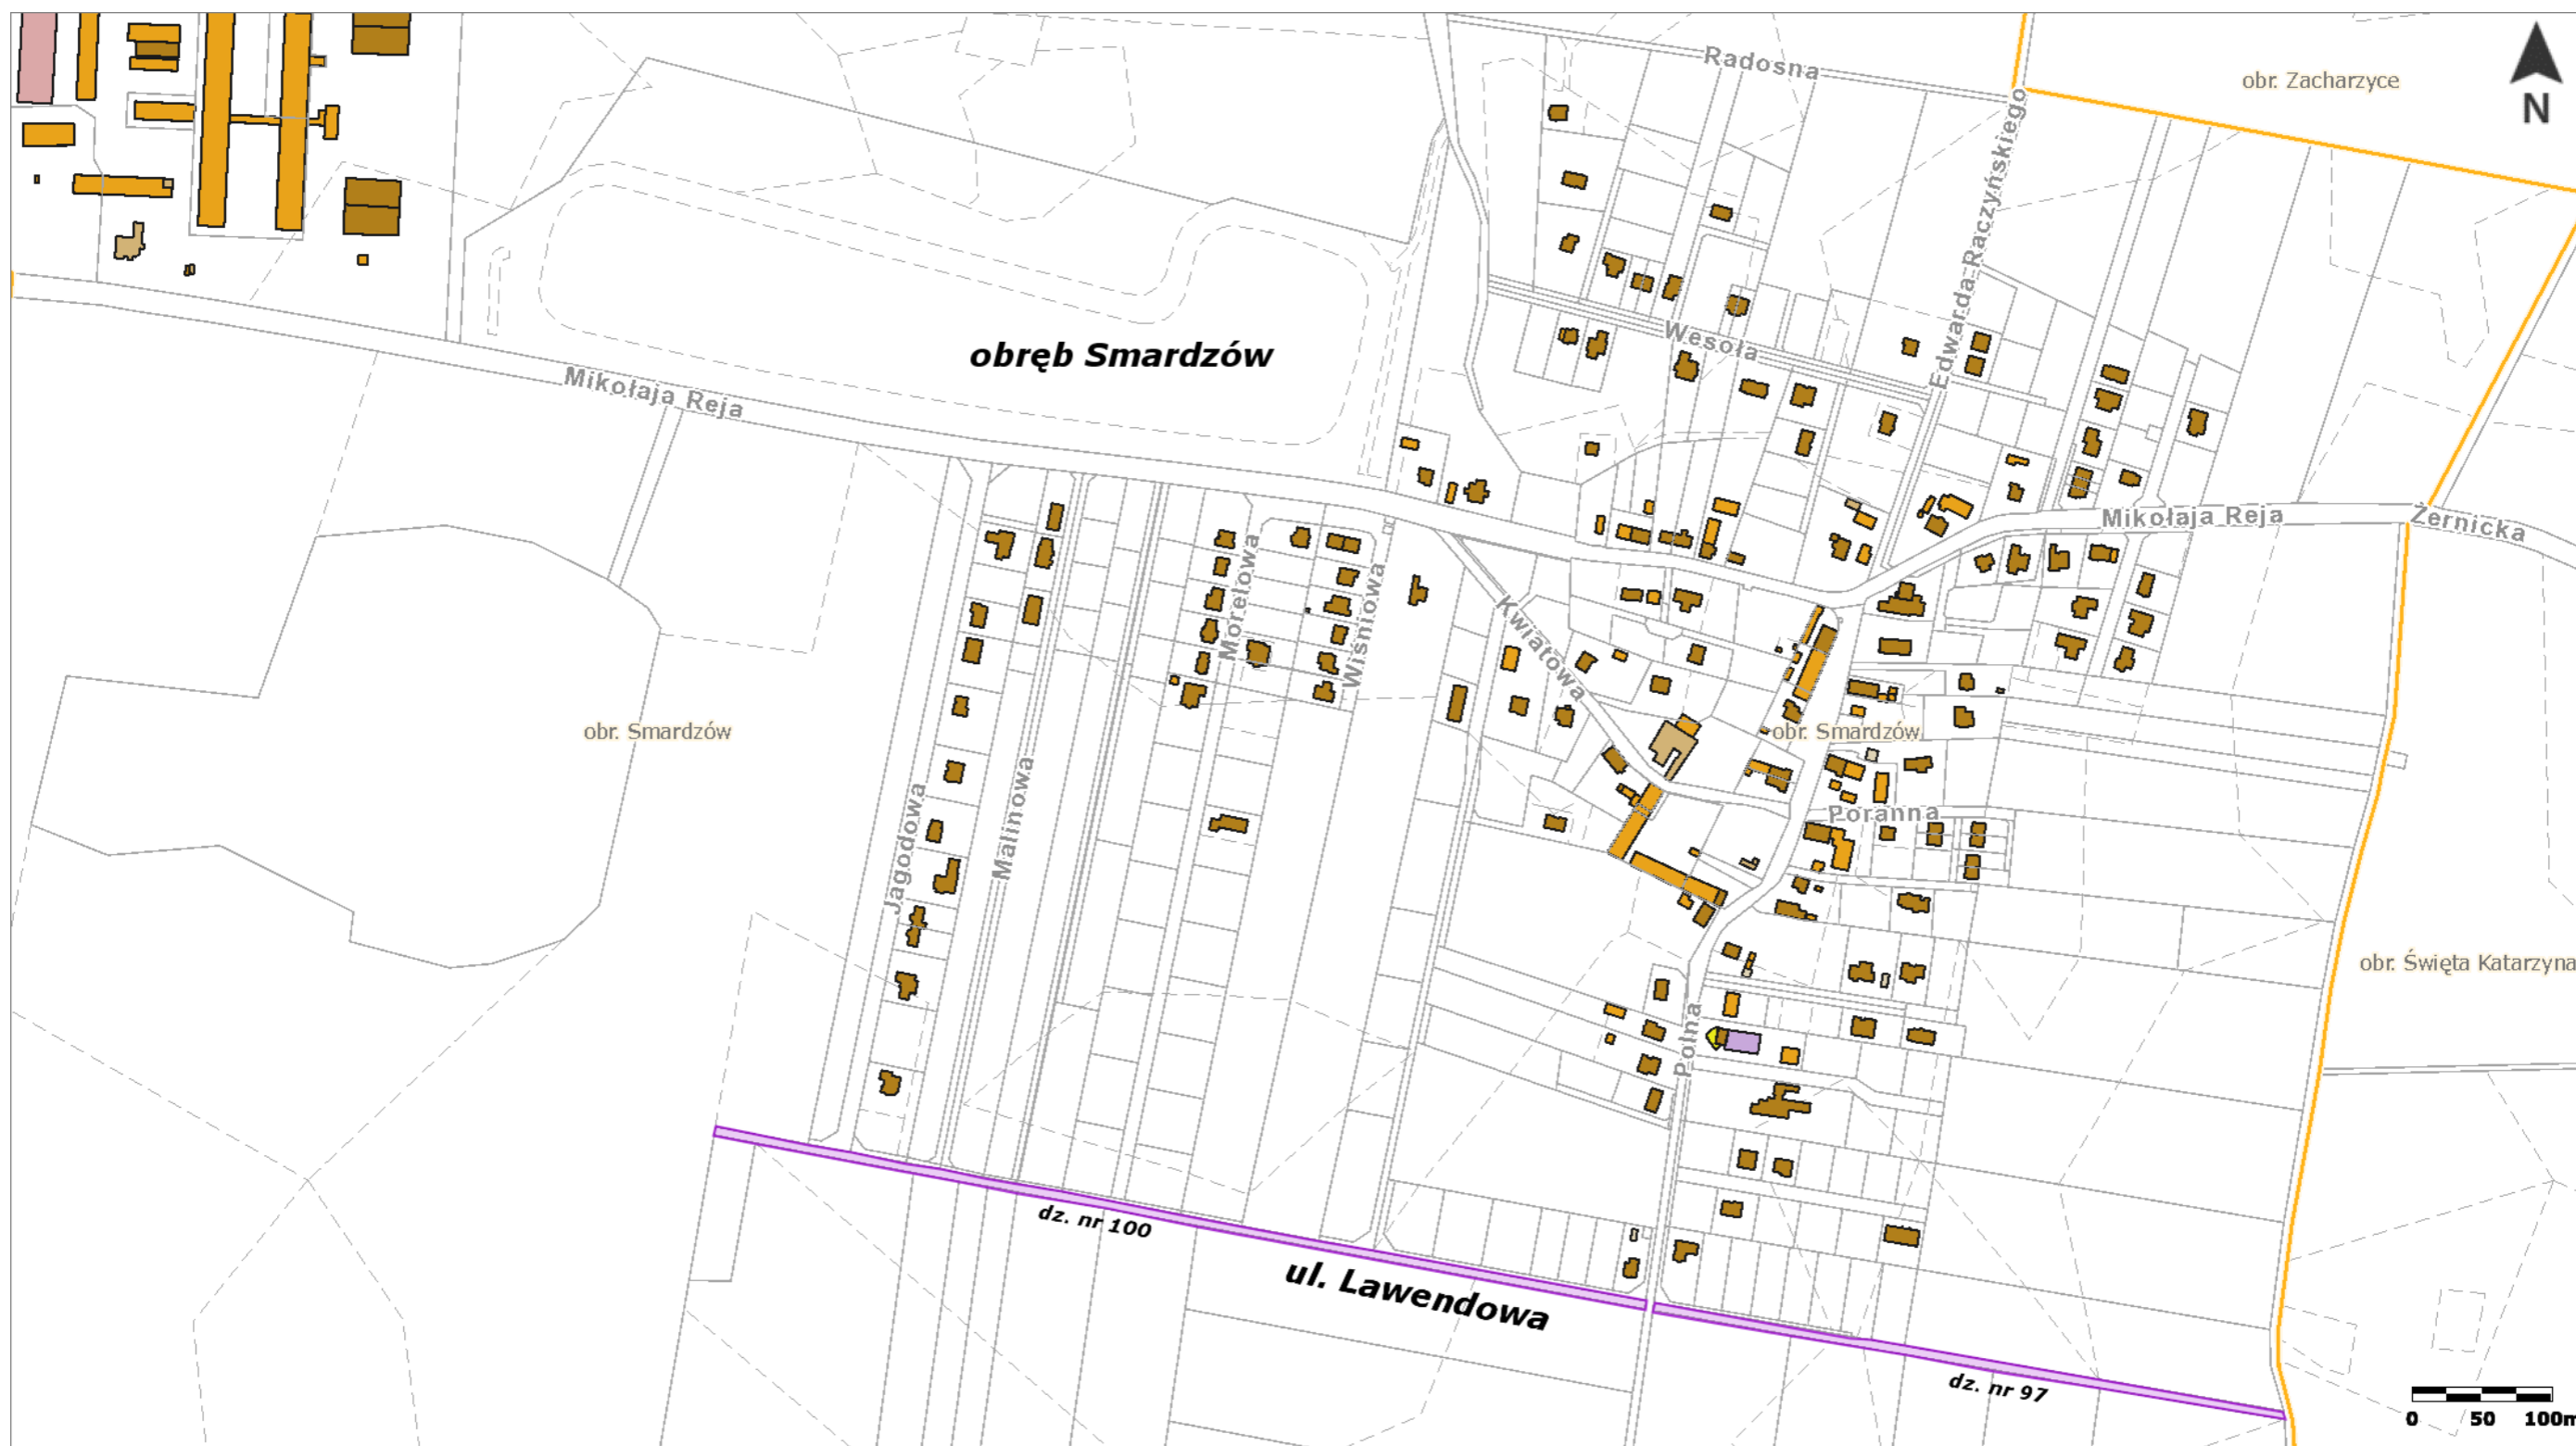 Radosna
obr. Zacharzyce
N
Edwarda Raczyńskiego
Wesoła
obręb Smardzów
Mikołaja Reja
Mikołaja Reja
Żernicka
Morelowa
Wiśniowa
Kwiatowa
obr. Smardzów
obr. Smardzów
Jagodowa
Malinowa
Poranna
obr. Święta Katarzyna
Polna
dz. nr 100
ul. Lawendowa
dz. nr 97
0 50 100m